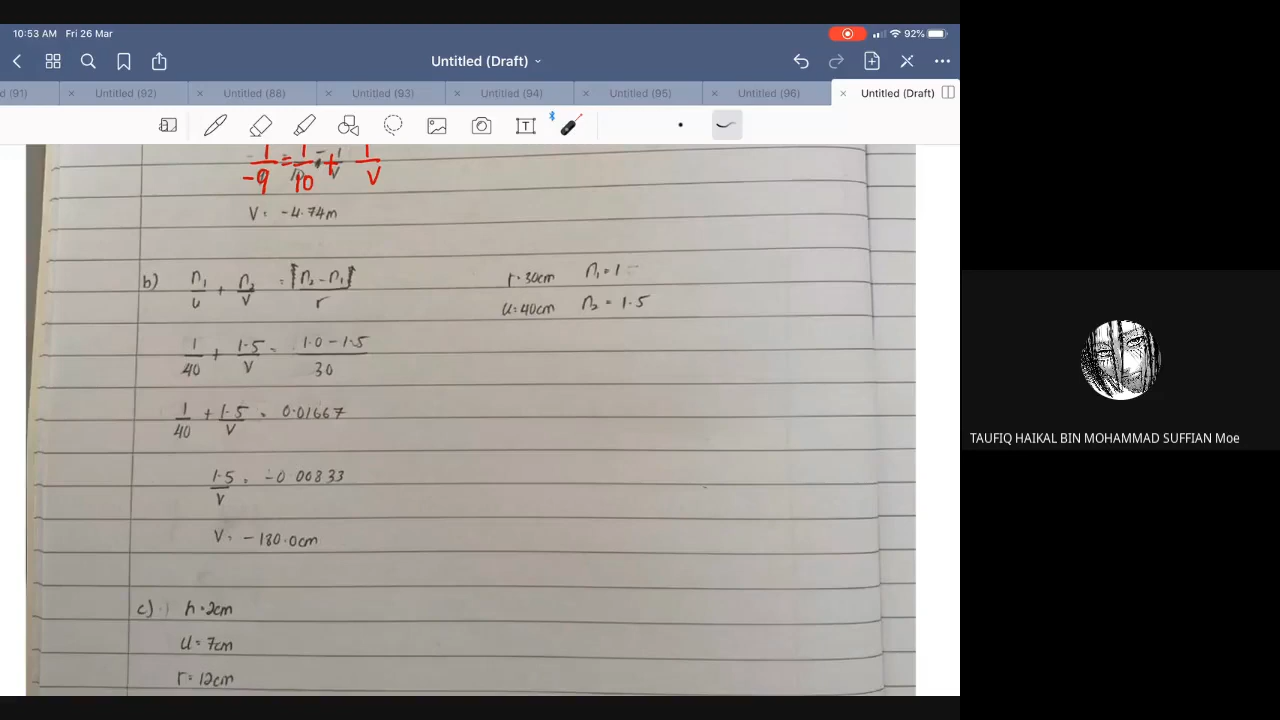 10:53 AM Fri 26 Mar 92%
Untitled (Draft)
d (91) × Untitled (92) × Untitled (88) × Untitled (93) × Untitled (94) × Untitled (95) × Untitled (96) × Untitled (Draft)
1/-9 = 1/10 + 1/v
V = -4.74m
b) n₁/u + n₂/v = |n₂ - n₁|/r r = 30cm n₁ = 1
u = 40cm n₂ = 1.5
1/40 + 1.5/v = 1.0 - 1.5/30
1/40 + 1.5/v = 0.01667
1.5/v = -0.00833
V = -180.0cm
c) h = 2cm
u = 7cm
r = 12cm
TAUFIQ HAIKAL BIN MOHAMMAD SUFFIAN Moe